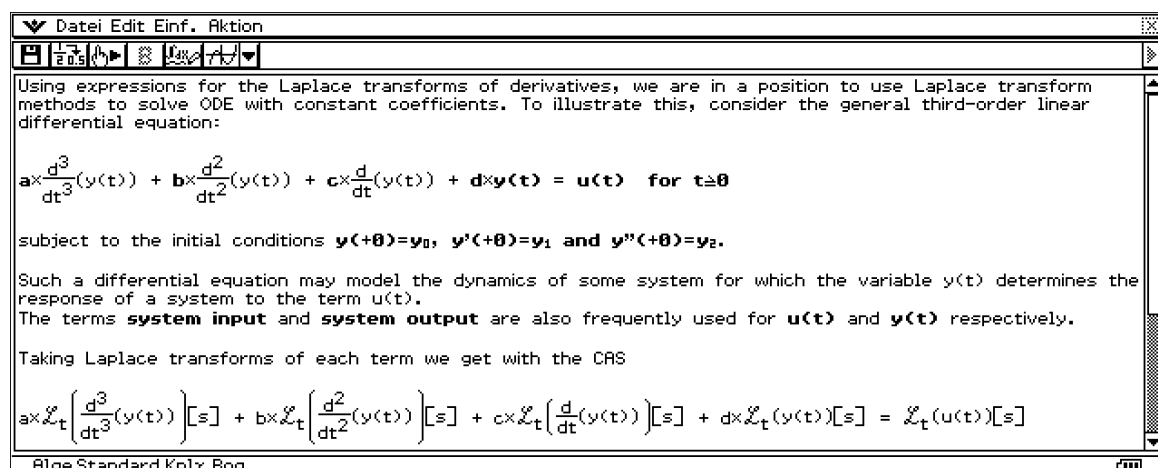 Datei Edit Einf. Aktion
Using expressions for the Laplace transforms of derivatives, we are in a position to use Laplace transform
methods to solve ODE with constant coefficients. To illustrate this, consider the general third-order linear
differential equation:
a×d³/dt³(y(t)) + b×d²/dt²(y(t)) + c×d/dt(y(t)) + d×y(t) = u(t) for t≥0
subject to the initial conditions y(+0)=y₀, y'(+0)=y₁ and y"(+0)=y₂.
Such a differential equation may model the dynamics of some system for which the variable y(t) determines the
response of a system to the term u(t).
The terms system input and system output are also frequently used for u(t) and y(t) respectively.
Taking Laplace transforms of each term we get with the CAS
a×ℒₜ(d³/dt³(y(t)))[s] + b×ℒₜ(d²/dt²(y(t)))[s] + c×ℒₜ(d/dt(y(t)))[s] + d×ℒₜ(y(t))[s] = ℒₜ(u(t))[s]
Alge Standard Kplx Bog